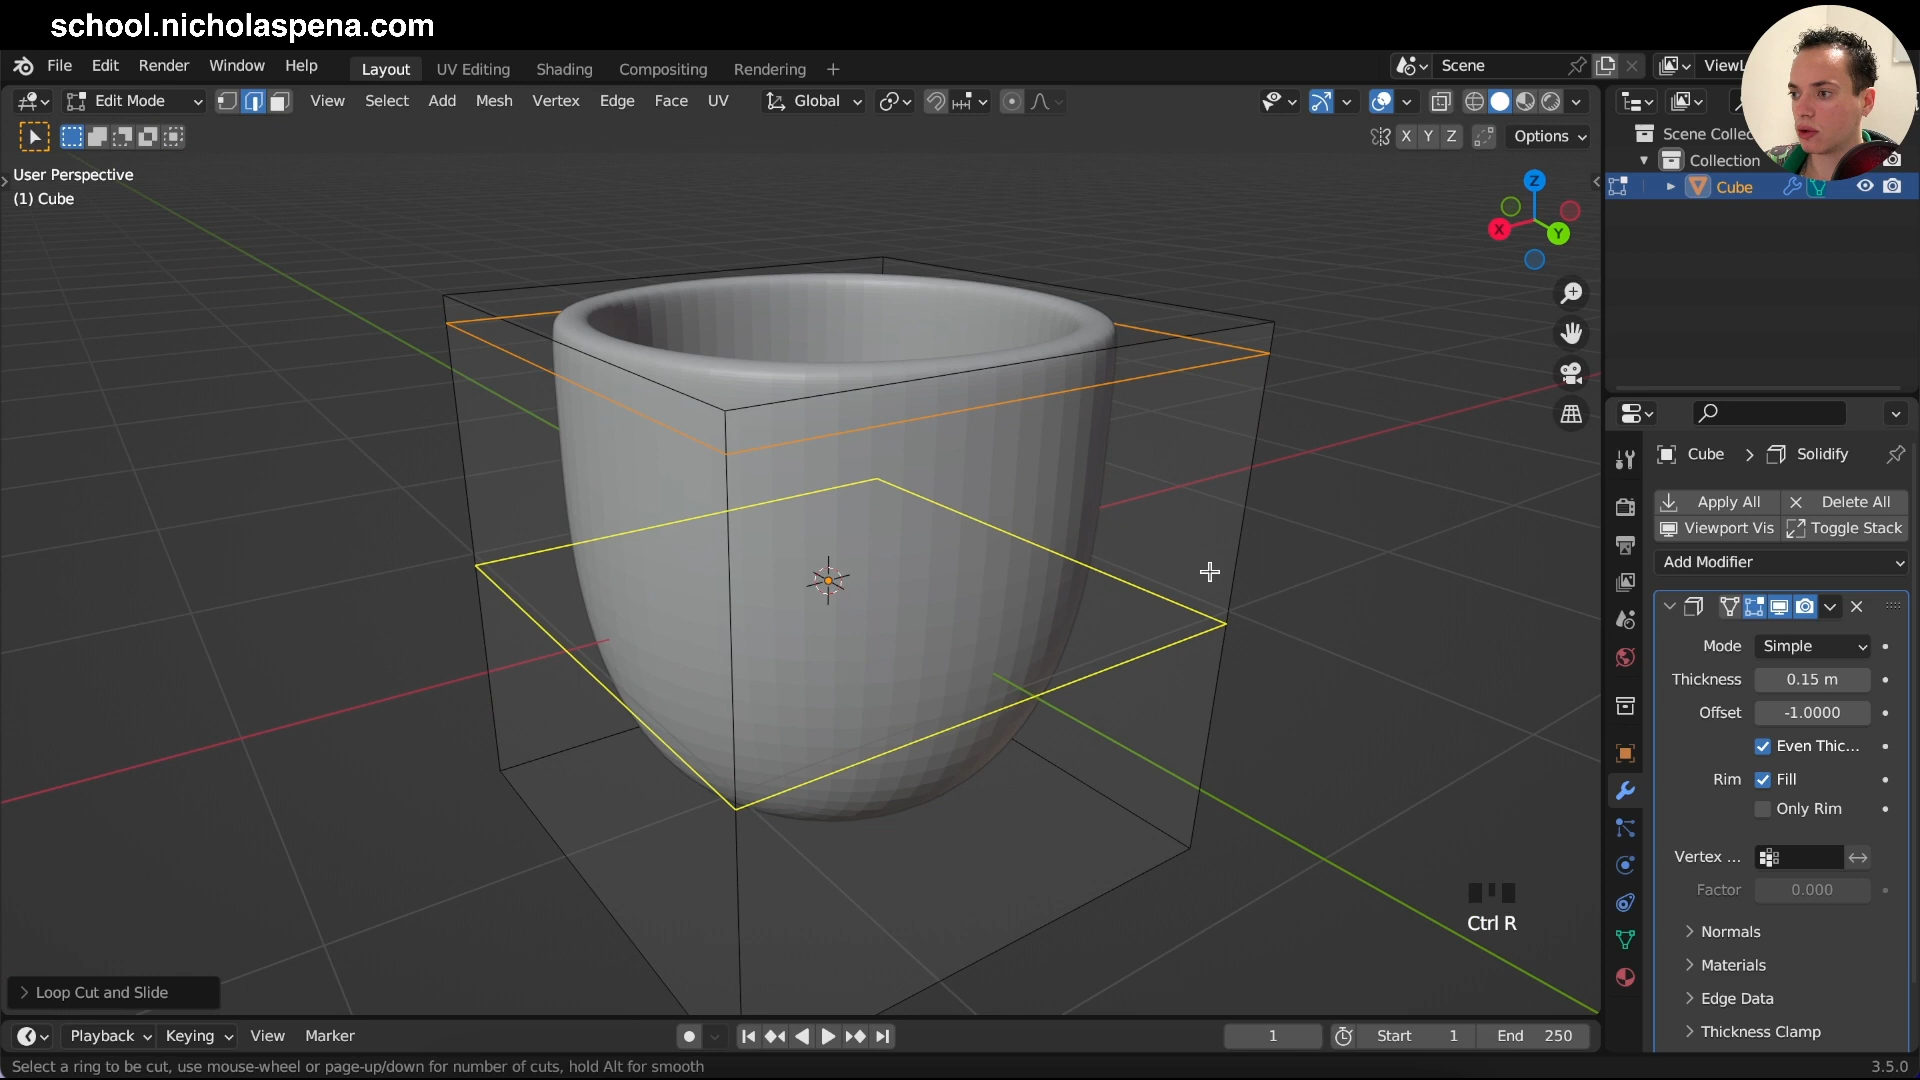 school.nicholaspena.com
File Edit Render Window Help Layout UV Editing Shading Compositing Rendering + Scene ViewL
Edit Mode View Select Add Mesh Vertex Edge Face UV Global
X Y Z Options
Scene Collec
Collection
Cube
User Perspective
(1) Cube
Z
X
Y
Cube > Solidify
Apply All Delete All
Viewport Vis Toggle Stack
Add Modifier
Mode Simple
Thickness 0.15 m
Offset -1.0000
Even Thic...
Rim Fill
Only Rim
Vertex ...
Factor 0.000
Normals
Materials
Edge Data
Thickness Clamp
Ctrl R
Loop Cut and Slide
Playback Keying View Marker 1 Start 1 End 250
Select a ring to be cut, use mouse-wheel or page-up/down for number of cuts, hold Alt for smooth 3.5.0